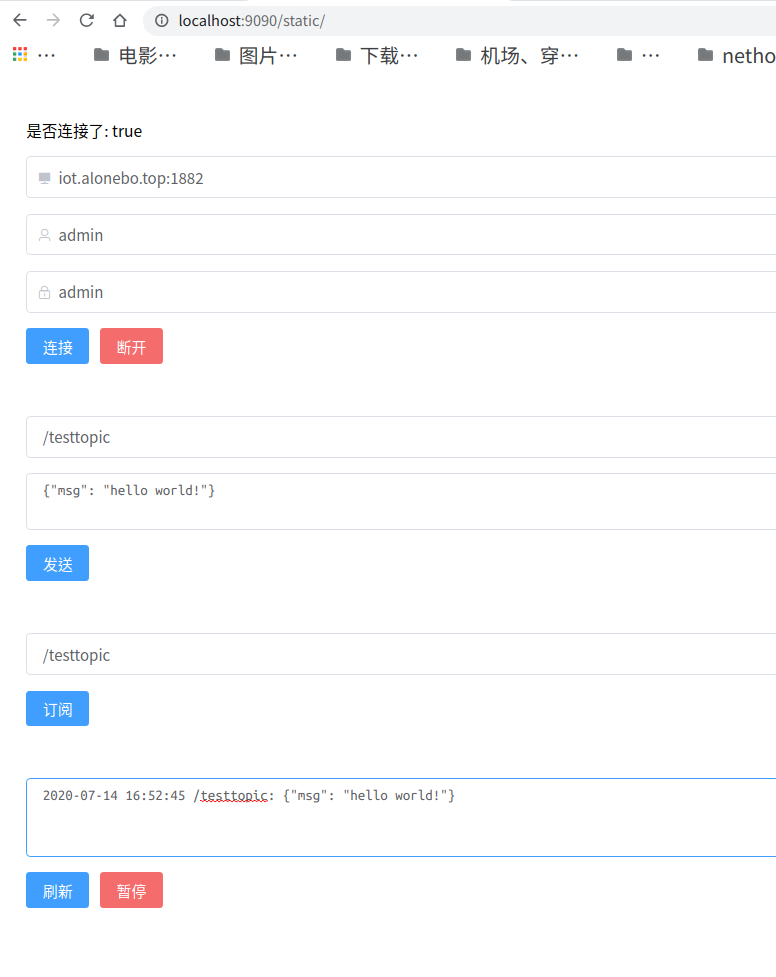 localhost:9090/static/
… 电影… 图片… 下载… 机场、穿… … netho
是否连接了: true
iot.alonebo.top:1882
admin
admin
连接 断开
/testtopic
{"msg": "hello world!"}
发送
/testtopic
订阅
2020-07-14 16:52:45 /testtopic: {"msg": "hello world!"}
刷新 暂停